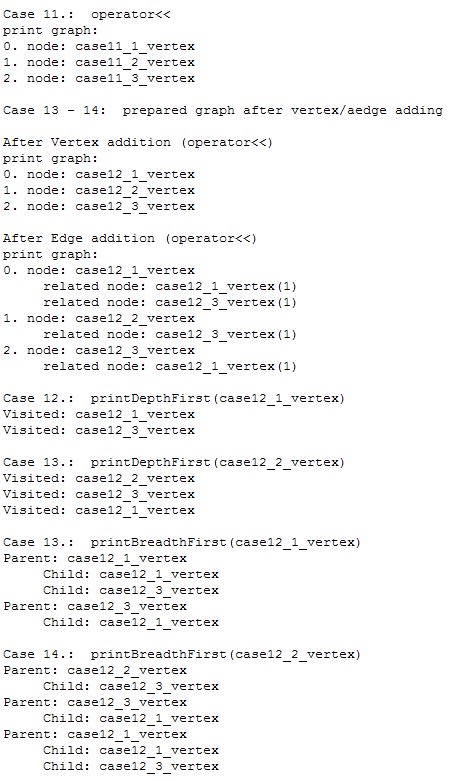 Case 11.:  operator<<
print graph:
0. node: case11_1_vertex
1. node: case11_2_vertex
2. node: case11_3_vertex
Case 13 - 14:  prepared graph after vertex/aedge adding
After Vertex addition (operator<<)
print graph:
0. node: case12_1_vertex
1. node: case12_2_vertex
2. node: case12_3_vertex
After Edge addition (operator<<)
print graph:
0. node: case12_1_vertex
     related node: case12_1_vertex(1)
     related node: case12_3_vertex(1)
1. node: case12_2_vertex
     related node: case12_3_vertex(1)
2. node: case12_3_vertex
     related node: case12_1_vertex(1)
Case 12.:  printDepthFirst(case12_1_vertex)
Visited: case12_1_vertex
Visited: case12_3_vertex
Case 13.:  printDepthFirst(case12_2_vertex)
Visited: case12_2_vertex
Visited: case12_3_vertex
Visited: case12_1_vertex
Case 13.:  printBreadthFirst(case12_1_vertex)
Parent: case12_1_vertex
     Child: case12_1_vertex
     Child: case12_3_vertex
Parent: case12_3_vertex
     Child: case12_1_vertex
Case 14.:  printBreadthFirst(case12_2_vertex)
Parent: case12_2_vertex
     Child: case12_3_vertex
Parent: case12_3_vertex
     Child: case12_1_vertex
Parent: case12_1_vertex
     Child: case12_1_vertex
     Child: case12_3_vertex